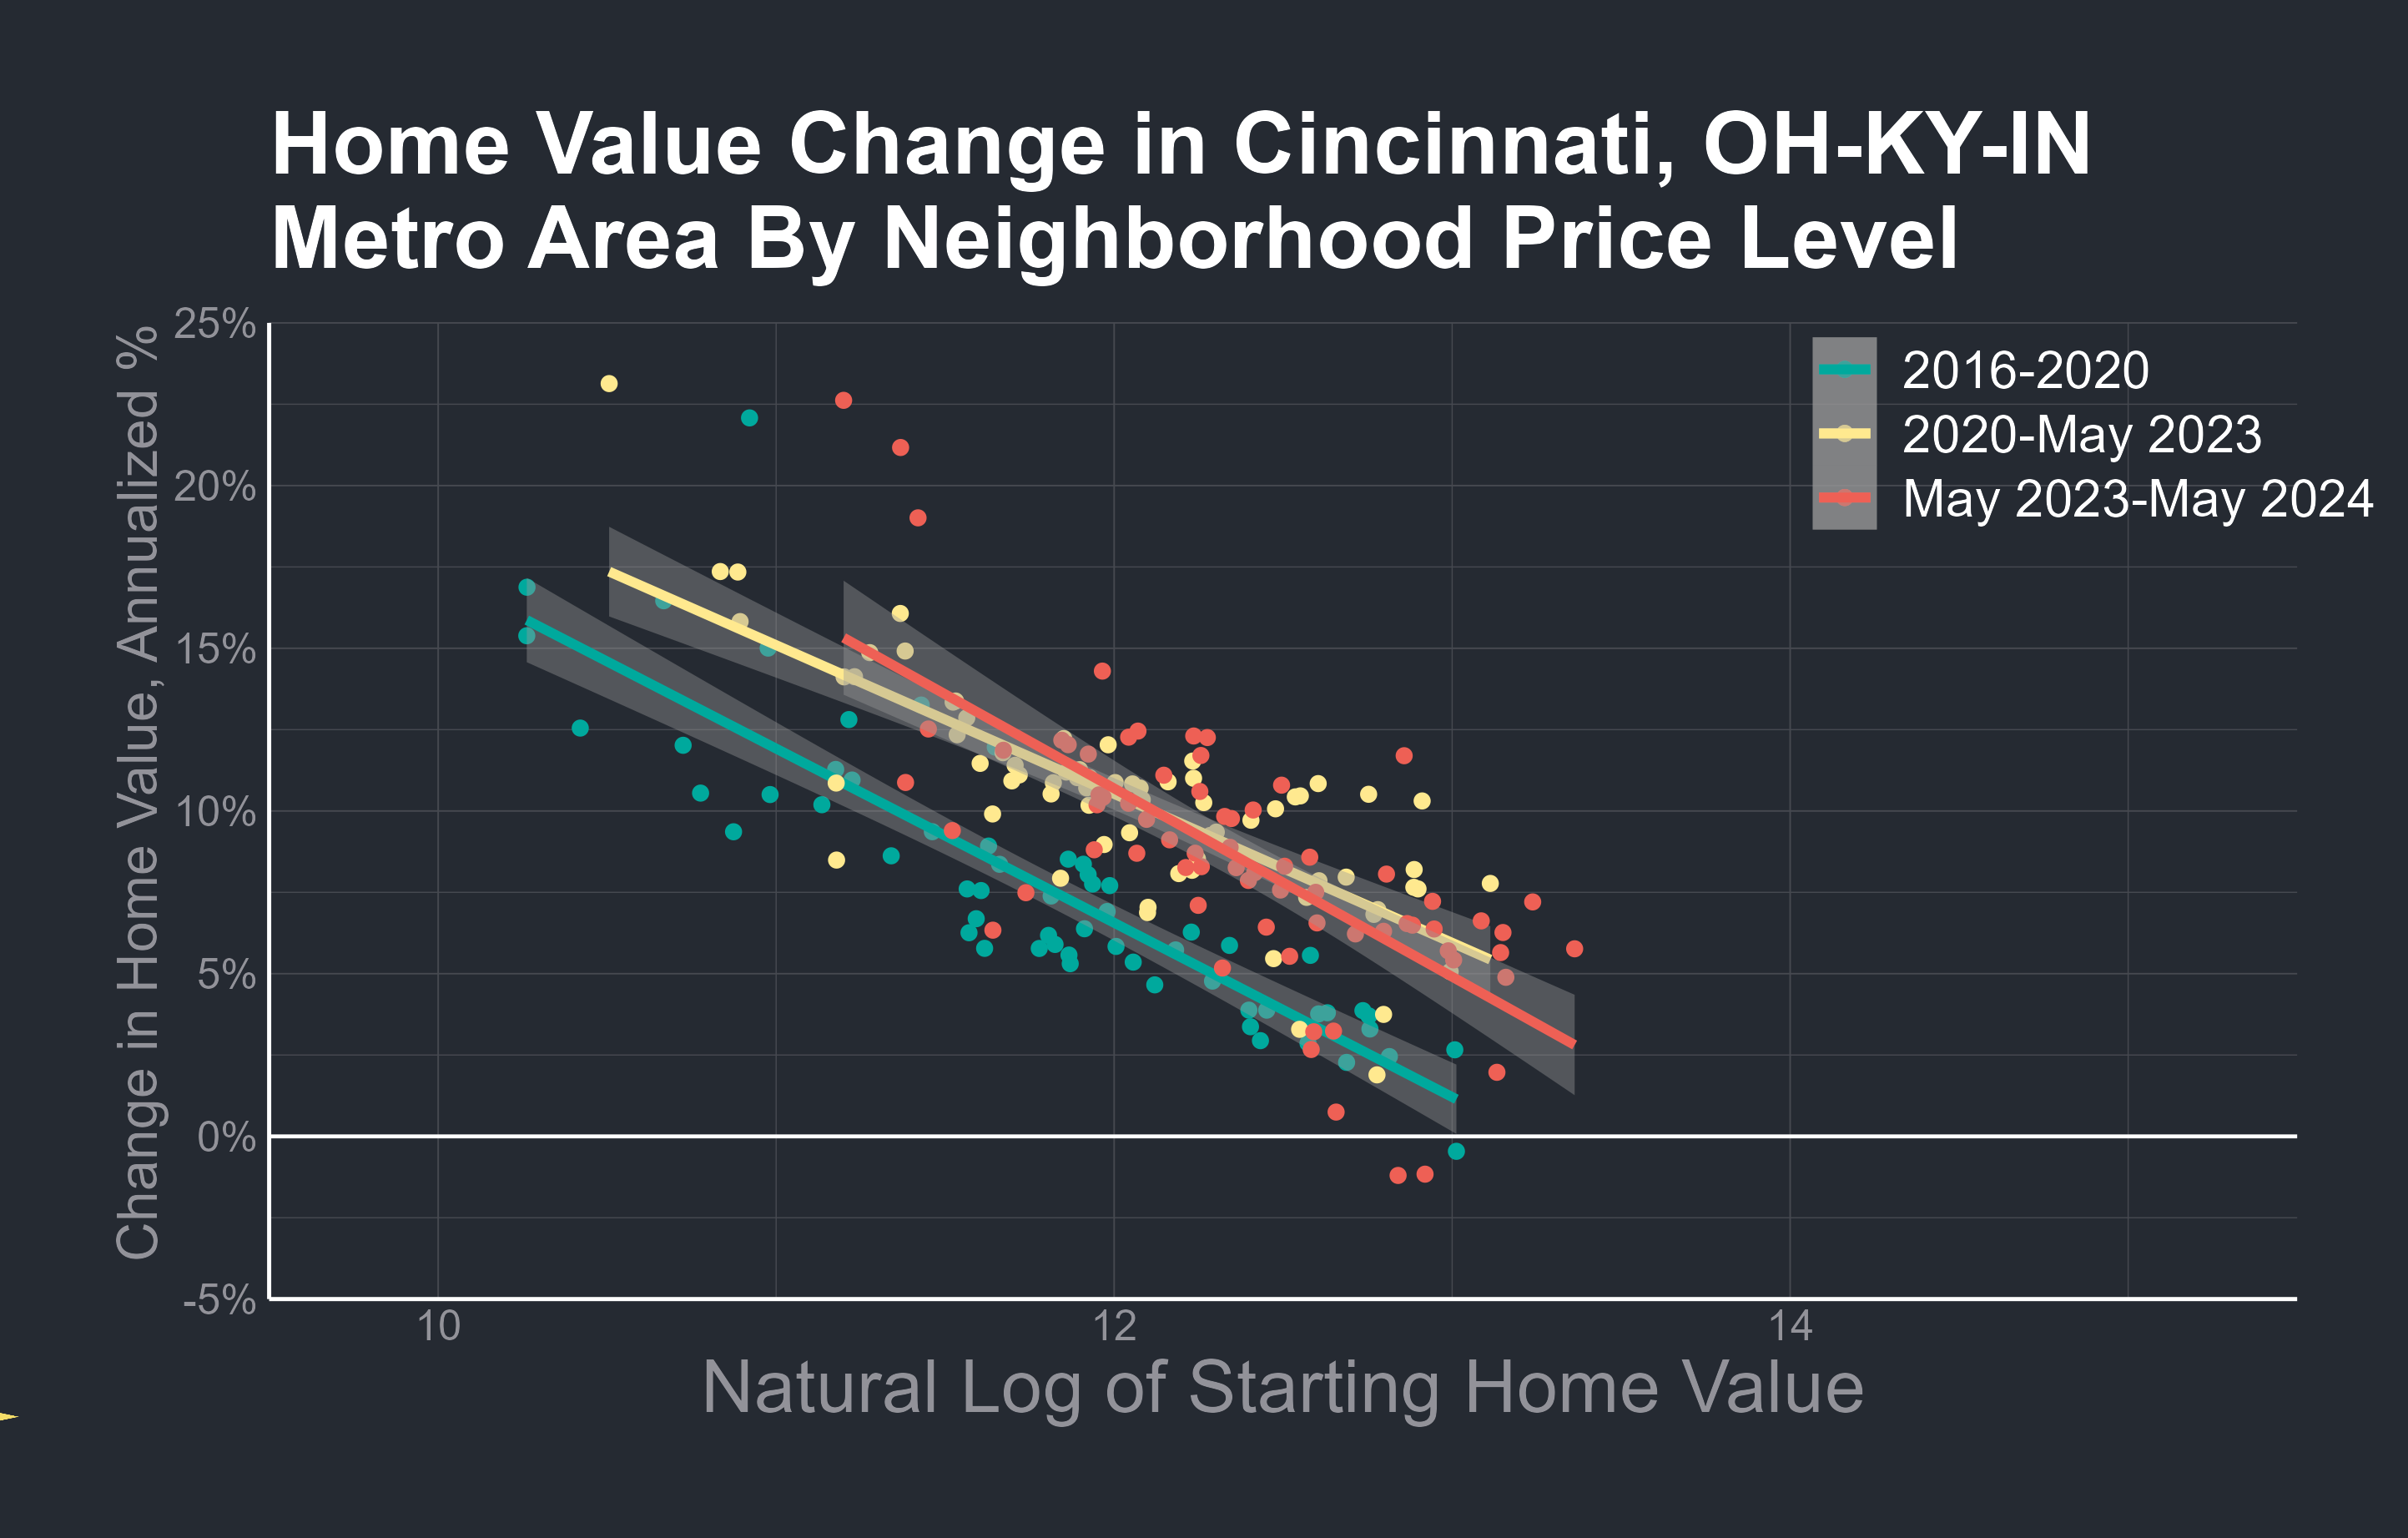 Home Value Change in Cincinnati, OH-KY-IN
Metro Area By Neighborhood Price Level
Change in Home Value, Annualized %
25%
20%
15%
10%
5%
0%
-5%
2016-2020
2020-May 2023
May 2023-May 2024
10
12
14
Natural Log of Starting Home Value